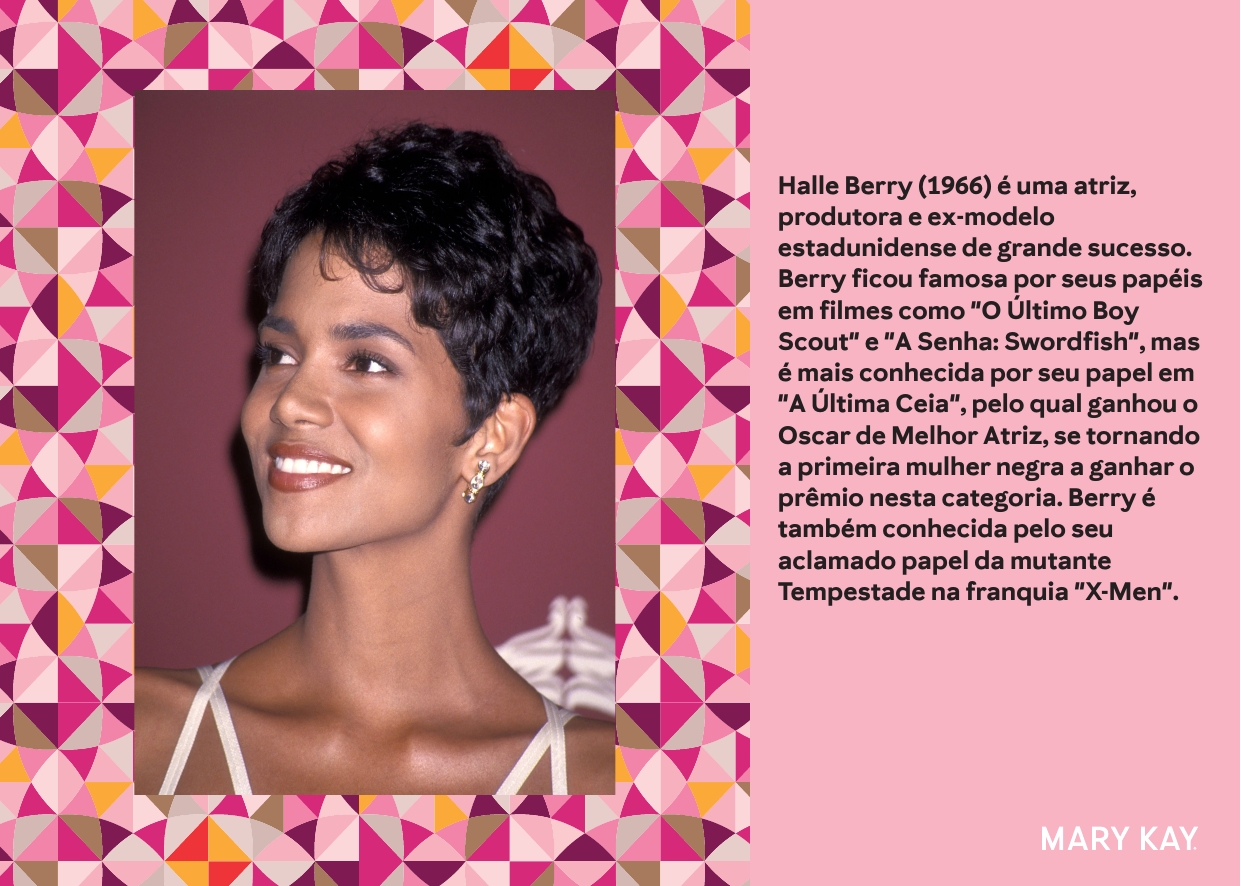 Halle Berry (1966) é uma atriz,
produtora e ex-modelo
estadunidense de grande sucesso.
Berry ficou famosa por seus papéis
em filmes como "O Último Boy
Scout" e "A Senha: Swordfish", mas
é mais conhecida por seu papel em
"A Última Ceia", pelo qual ganhou o
Oscar de Melhor Atriz, se tornando
a primeira mulher negra a ganhar o
prêmio nesta categoria. Berry é
também conhecida pelo seu
aclamado papel da mutante
Tempestade na franquia "X-Men".
MARY KAY